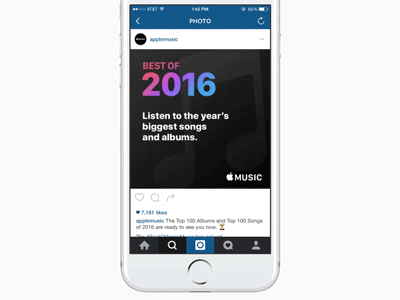 AT&T 1:42 PM 65%
PHOTO
applemusic
BEST OF
2016
Listen to the year's
biggest songs
and albums.
MUSIC
7,161 likes
applemusic The Top 100 Albums and Top 100 Songs
of 2016 are ready to see you now. ⏳